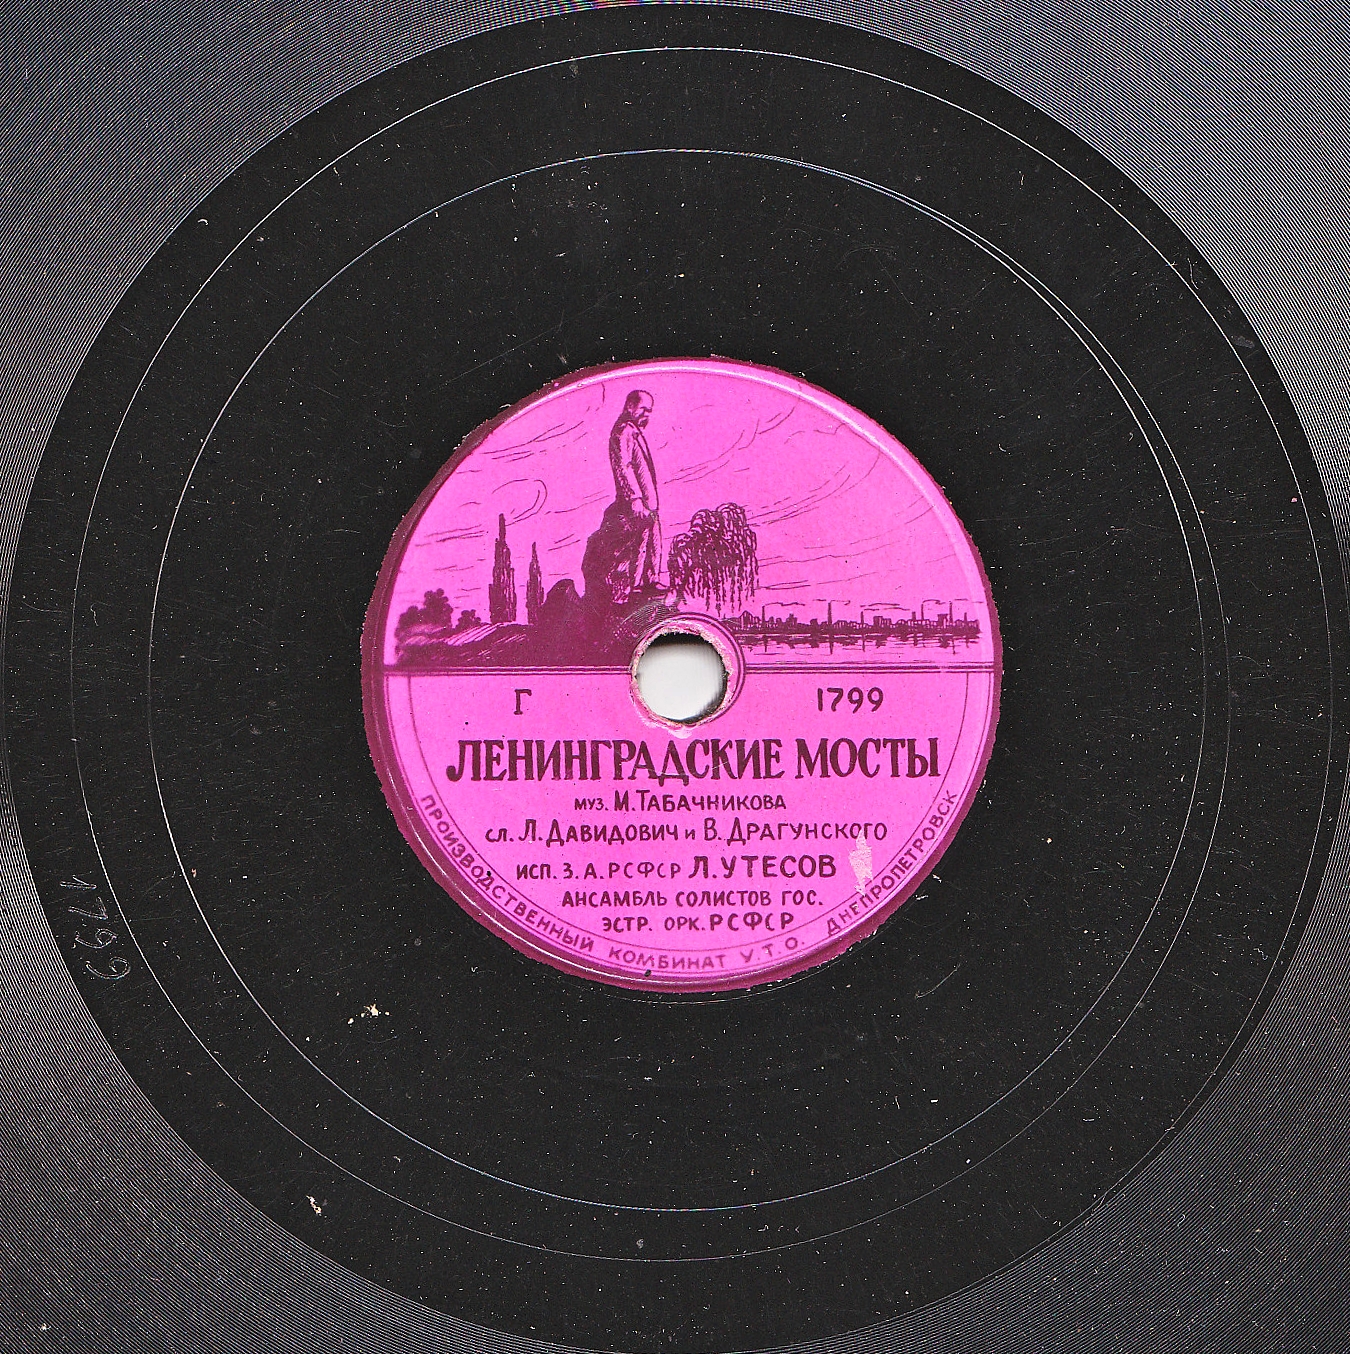 Г 1799
ЛЕНИНГРАДСКИЕ МОСТЫ
МУЗ. М. ТАБАЧНИКОВА
СЛ. Л. ДАВИДОВИЧ И В. ДРАГУНСКОГО
ИСП. З. А. РСФСР Л. УТЕСОВ
АНСАМБЛЬ СОЛИСТОВ ГОС.
ЭСТР. ОРК. РСФСР
ПРОИЗВОДСТВЕННЫЙ КОМБИНАТ У.Т.О. ДНЕПРОПЕТРОВСК
1799